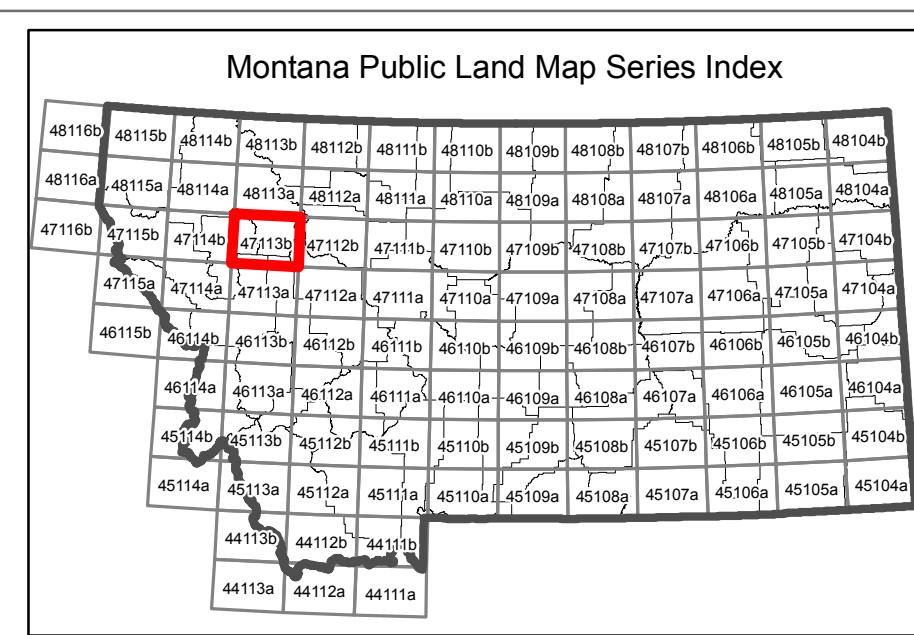 Montana Public Land Map Series Index
48116b 48115b 48114b 48113b 48112b 48111b 48110b 48109b 48108b 48107b 48106b 48105b 48104b
48116a 48115a 48114a 48113a 48112a 48111a 48110a 48109a 48108a 48107a 48106a 48105a 48104a
47116b 47115b 47114b 47113b 47112b 47111b 47110b 47109b 47108b 47107b 47106b 47105b 47104b
47115a 47114a 47113a 47112a 47111a 47110a 47109a 47108a 47107a 47106a 47105a 47104a
46115b 46114b 46113b 46112b 46111b 46110b 46109b 46108b 46107b 46106b 46105b 46104b
46114a 46113a 46112a 46111a 46110a 46109a 46108a 46107a 46106a 46105a 46104a
45114b 45113b 45112b 45111b 45110b 45109b 45108b 45107b 45106b 45105b 45104b
45114a 45113a 45112a 45111a 45110a 45109a 45108a 45107a 45106a 45105a 45104a
44113b 44112b 44111b
44113a 44112a 44111a